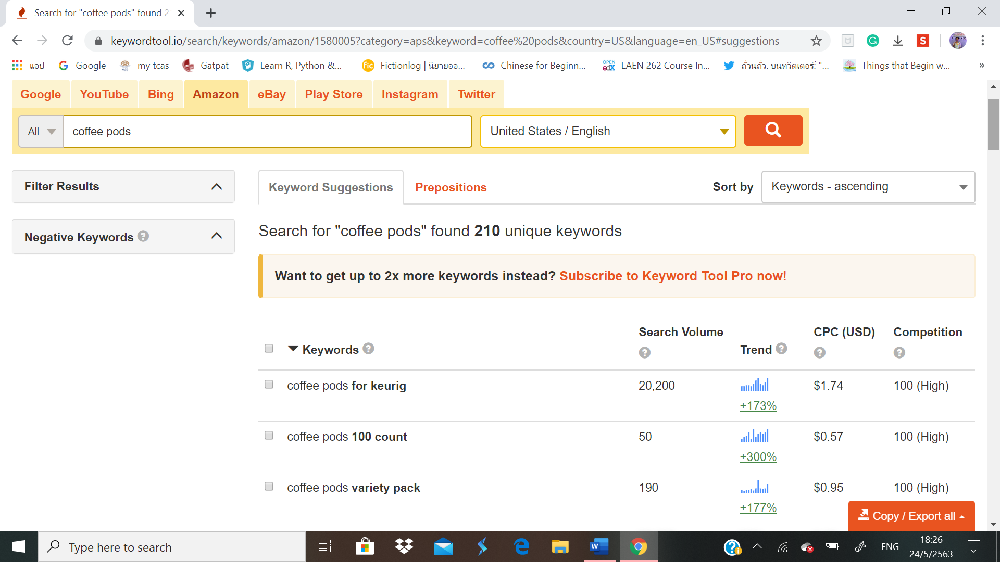 Search for "coffee pods" found 2
keywordtool.io/search/keywords/amazon/1580005?category=aps&keyword=coffee%20pods&country=US&language=en_US#suggestions
แอป Google my tcas Gatpat Learn R, Python &... Fictionlog | นิยายออ... Chinese for Beginn... LAEN 262 Course In... ถั่วนถั่ว. บนทวิตเตอร์: "... Things that Begin w... »
Google YouTube Bing Amazon eBay Play Store Instagram Twitter
All coffee pods United States / English
Filter Results
Negative Keywords ?
Keyword Suggestions Prepositions Sort by Keywords - ascending
Search for "coffee pods" found 210 unique keywords
Want to get up to 2x more keywords instead? Subscribe to Keyword Tool Pro now!
Keywords ? Search Volume ? Trend ? CPC (USD) ? Competition ?
coffee pods for keurig 20,200 $1.74 100 (High)
+173%
coffee pods 100 count 50 $0.57 100 (High)
+300%
coffee pods variety pack 190 $0.95 100 (High)
+177%
Copy / Export all
Type here to search
ENG
18:26
24/5/2563